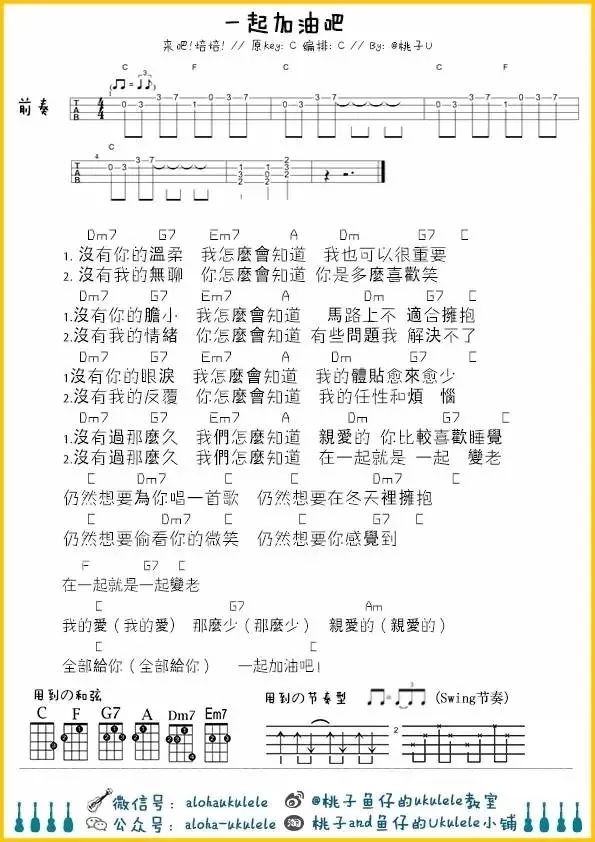 一起加油吧
来吧!焙焙! // 原key: C 编排: C // By: @桃子U
C F C C F
3
前奏
T A B 4 4 0 3 3 7 1 0 3 7 0 3 3 7 0 3 3 7 1 0 3 7
C
4 T A B 0 3 3 7 1 3 0 2 0 0 2 3 2
Dm7 G7 Em7 A Dm G7 C
1. 沒有你的溫柔 我怎麼會知道 我也可以很重要
2. 沒有我的無聊 你怎麼會知道 你是多麼喜歡笑
Dm7 G7 Em7 A Dm G7 C
1.沒有你的膽小 我怎麼會知道 馬路上不 適合擁抱
2.沒有我的情緒 你怎麼會知道 有些問題我 解決不了
Dm7 G7 Em7 A Dm7 G7 C
1沒有你的眼淚 我怎麼會知道 我的體貼愈來愈少
2.沒有我的反覆 你怎麼會知道 我的任性和煩 惱
Dm7 G7 Em7 A Dm7 G7 C
1.沒有過那麼久 我們怎麼知道 親愛的 你比較喜歡睡覺
2.沒有過那麼久 我們怎麼知道 在一起就是 一起 變老
C Dm7 C Dm7 C
仍然想要為你唱一首歌 仍然想要在冬天裡擁抱
C Dm7 C C G7 C
仍然想要偷看你的微笑 仍然想要你感覺到
F G7 C
在一起就是一起變老
C G7 Am
我的愛（我的愛） 那麼少（那麼少） 親愛的（親愛的）
C C
全部給你（全部給你） 一起加油吧!
用到の和弦 用到の节奏型 3 (Swing节奏)
C F G7 A Dm7 Em7
2
微信号: alohaukulele @桃子鱼仔的ukulele教室
公众号: aloha-ukulele 淘 桃子and鱼仔的Ukulele小铺